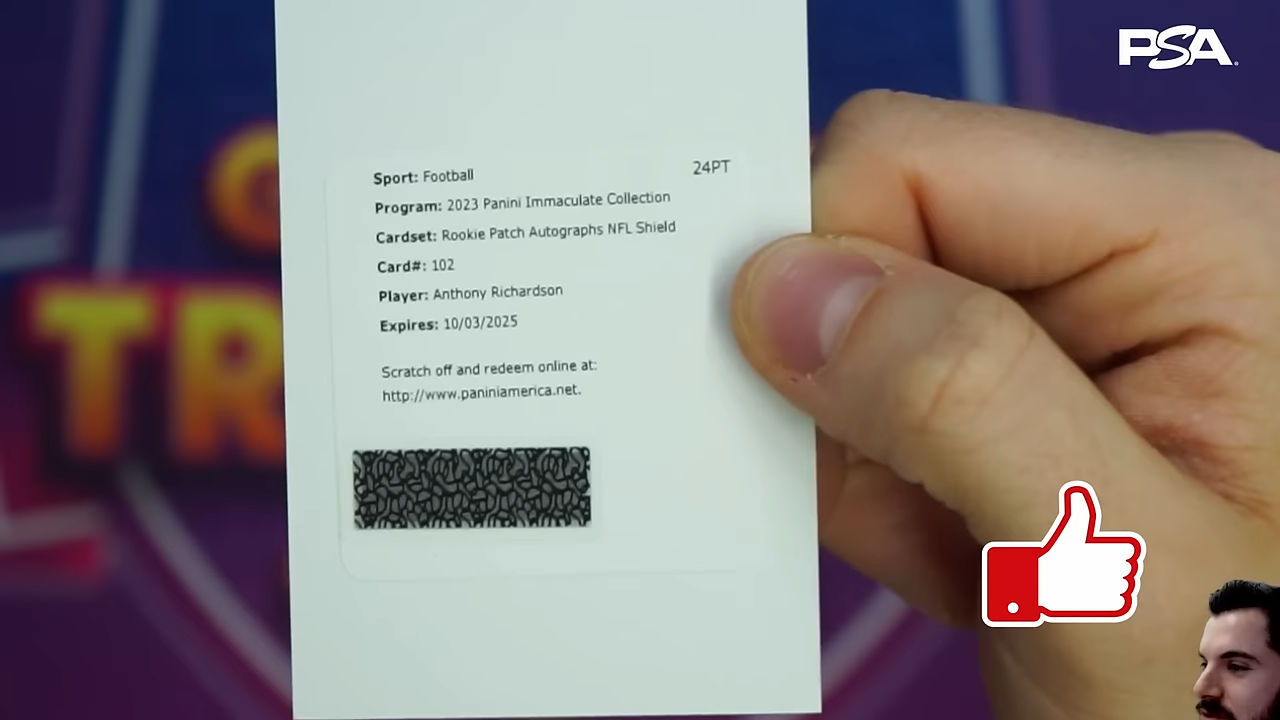 PSA
Sport: Football
24PT
Program: 2023 Panini Immaculate Collection
Cardset: Rookie Patch Autographs NFL Shield
Card#: 102
Player: Anthony Richardson
Expires: 10/03/2025
Scratch off and redeem online at:
http://www.paniniamerica.net.
TR